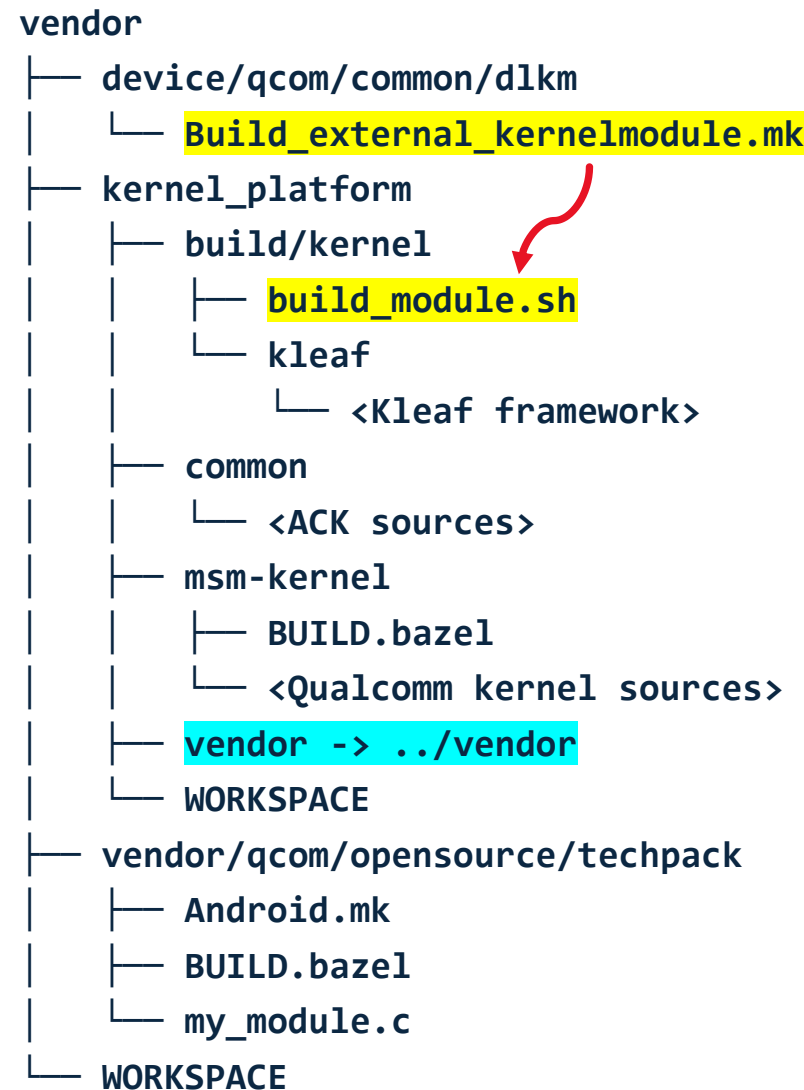 vendor
├── device/qcom/common/dlkm
│   └── Build_external_kernelmodule.mk
├── kernel_platform
│   ├── build/kernel
│   │   ├── build_module.sh
│   │   └── kleaf
│   │       └── <Kleaf framework>
│   ├── common
│   │   └── <ACK sources>
│   ├── msm-kernel
│   │   ├── BUILD.bazel
│   │   └── <Qualcomm kernel sources>
│   ├── vendor -> ../vendor
│   └── WORKSPACE
├── vendor/qcom/opensource/techpack
│   ├── Android.mk
│   ├── BUILD.bazel
│   └── my_module.c
└── WORKSPACE